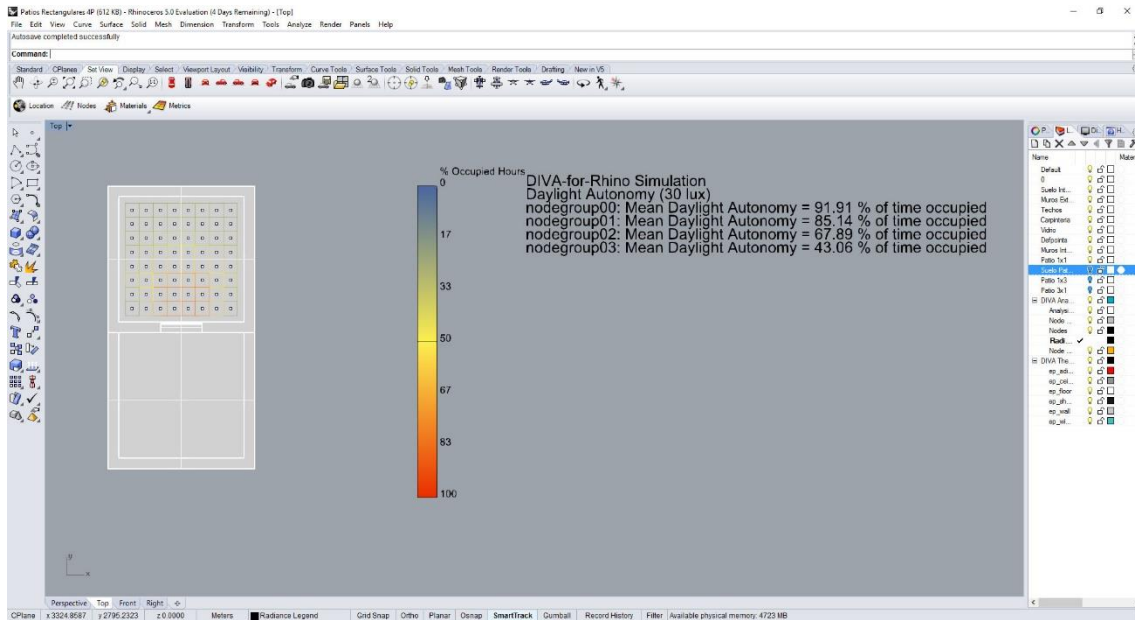 Patios Rectangulares 4P (612 KB) - Rhinoceros 5.0 Evaluation (4 Days Remaining) - [Top]
File Edit View Curve Surface Solid Mesh Dimension Transform Tools Analyze Render Panels Help
Autosave completed successfully
Command:
Standard CPlanes Set View Display Select Viewport Layout Visibility Transform Curve Tools Surface Tools Solid Tools Mesh Tools Render Tools Drafting New in V5
Location Nodes Materials Metrics
Top
% Occupied Hours
0
17
33
50
67
83
100
DIVA-for-Rhino Simulation
Daylight Autonomy (30 lux)
nodegroup00: Mean Daylight Autonomy = 91.91 % of time occupied
nodegroup01: Mean Daylight Autonomy = 85.14 % of time occupied
nodegroup02: Mean Daylight Autonomy = 67.89 % of time occupied
nodegroup03: Mean Daylight Autonomy = 43.06 % of time occupied
P... L... Di... H...
Name Mater
Default
0
Suelo Int...
Muros Ext...
Techos
Carpinteria
Vidrio
Defpoints
Muros Int...
Patio 1x1
Suelo Pat...
Patio 1x3
Patio 3x1
DIVA Ana...
Analysi...
Node ...
Nodes
Radi...
Node ...
DIVA The...
ep_adi...
ep_cei...
ep_floor
ep_sh...
ep_wall
ep_wi...
y
x
Perspective Top Front Right
CPlane x 3324.8587 y 2795.2323 z 0.0000 Meters Radiance Legend Grid Snap Ortho Planar Osnap SmartTrack Gumball Record History Filter Available physical memory: 4723 MB